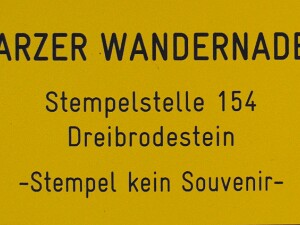 ARZER WANDERNADE
Stempelstelle 154
Dreibrodestein
-Stempel kein Souvenir-